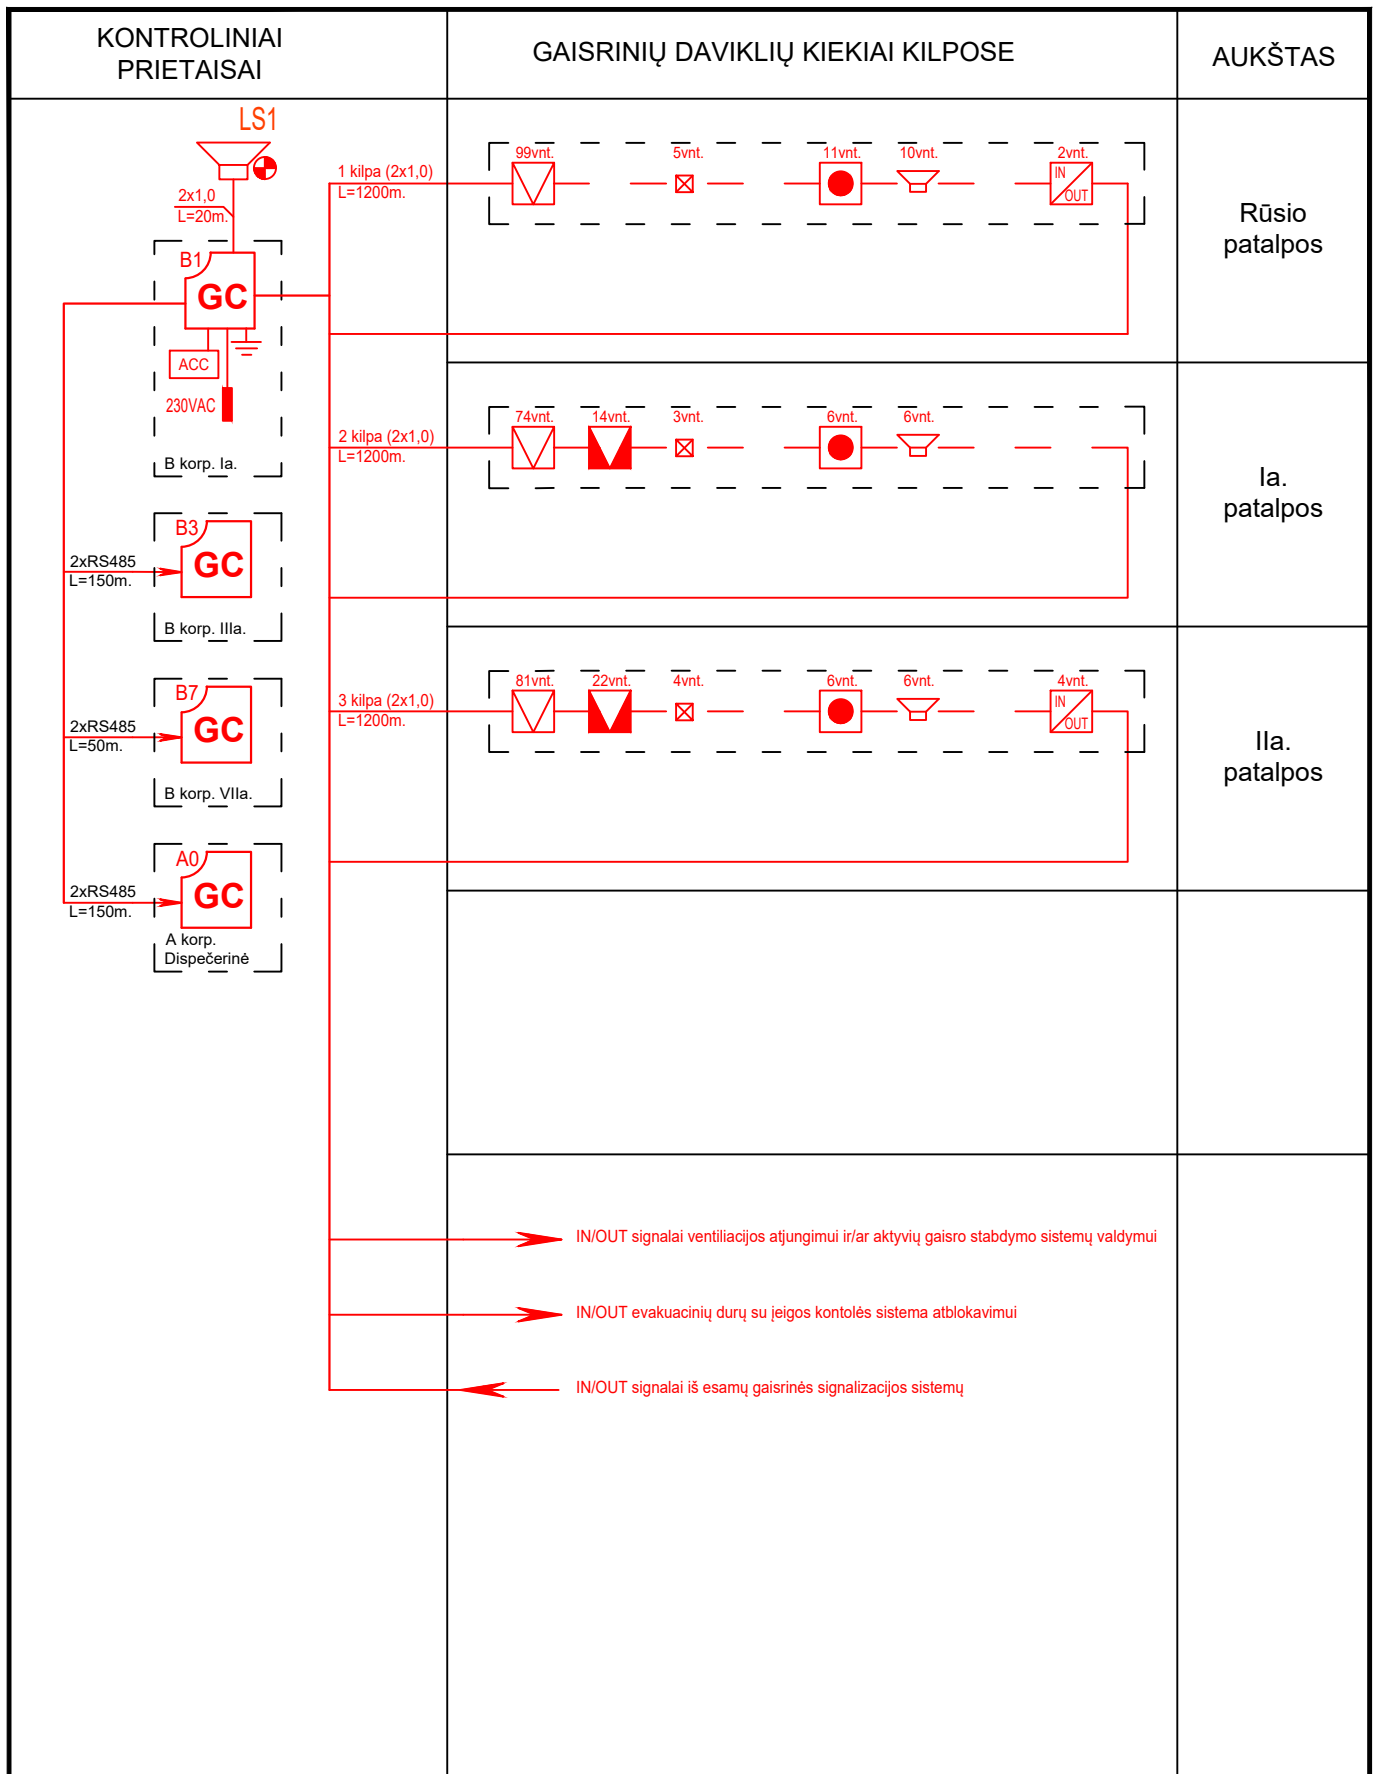 KONTROLINIAI
PRIETAISAI
GAISRINIŲ DAVIKLIŲ KIEKIAI KILPOSE
AUKŠTAS
LS1
2x1,0
L=20m.
B1
GC
ACC
230VAC
B korp. Ia.
1 kilpa (2x1,0)
L=1200m.
99vnt.
5vnt.
11vnt.
10vnt.
2vnt.
IN
OUT
Rūsio
patalpos
2 kilpa (2x1,0)
L=1200m.
74vnt.
14vnt.
3vnt.
6vnt.
6vnt.
Ia.
patalpos
2xRS485
L=150m.
B3
GC
B korp. IIIa.
3 kilpa (2x1,0)
L=1200m.
81vnt.
22vnt.
4vnt.
6vnt.
6vnt.
4vnt.
IN
OUT
IIa.
patalpos
2xRS485
L=50m.
B7
GC
B korp. VIIa.
2xRS485
L=150m.
A0
GC
A korp.
Dispečerinė
IN/OUT signalai ventiliacijos atjungimui ir/ar aktyvių gaisro stabdymo sistemų valdymui
IN/OUT evakuacinių durų su įeigos kontolės sistema atblokavimui
IN/OUT signalai iš esamų gaisrinės signalizacijos sistemų